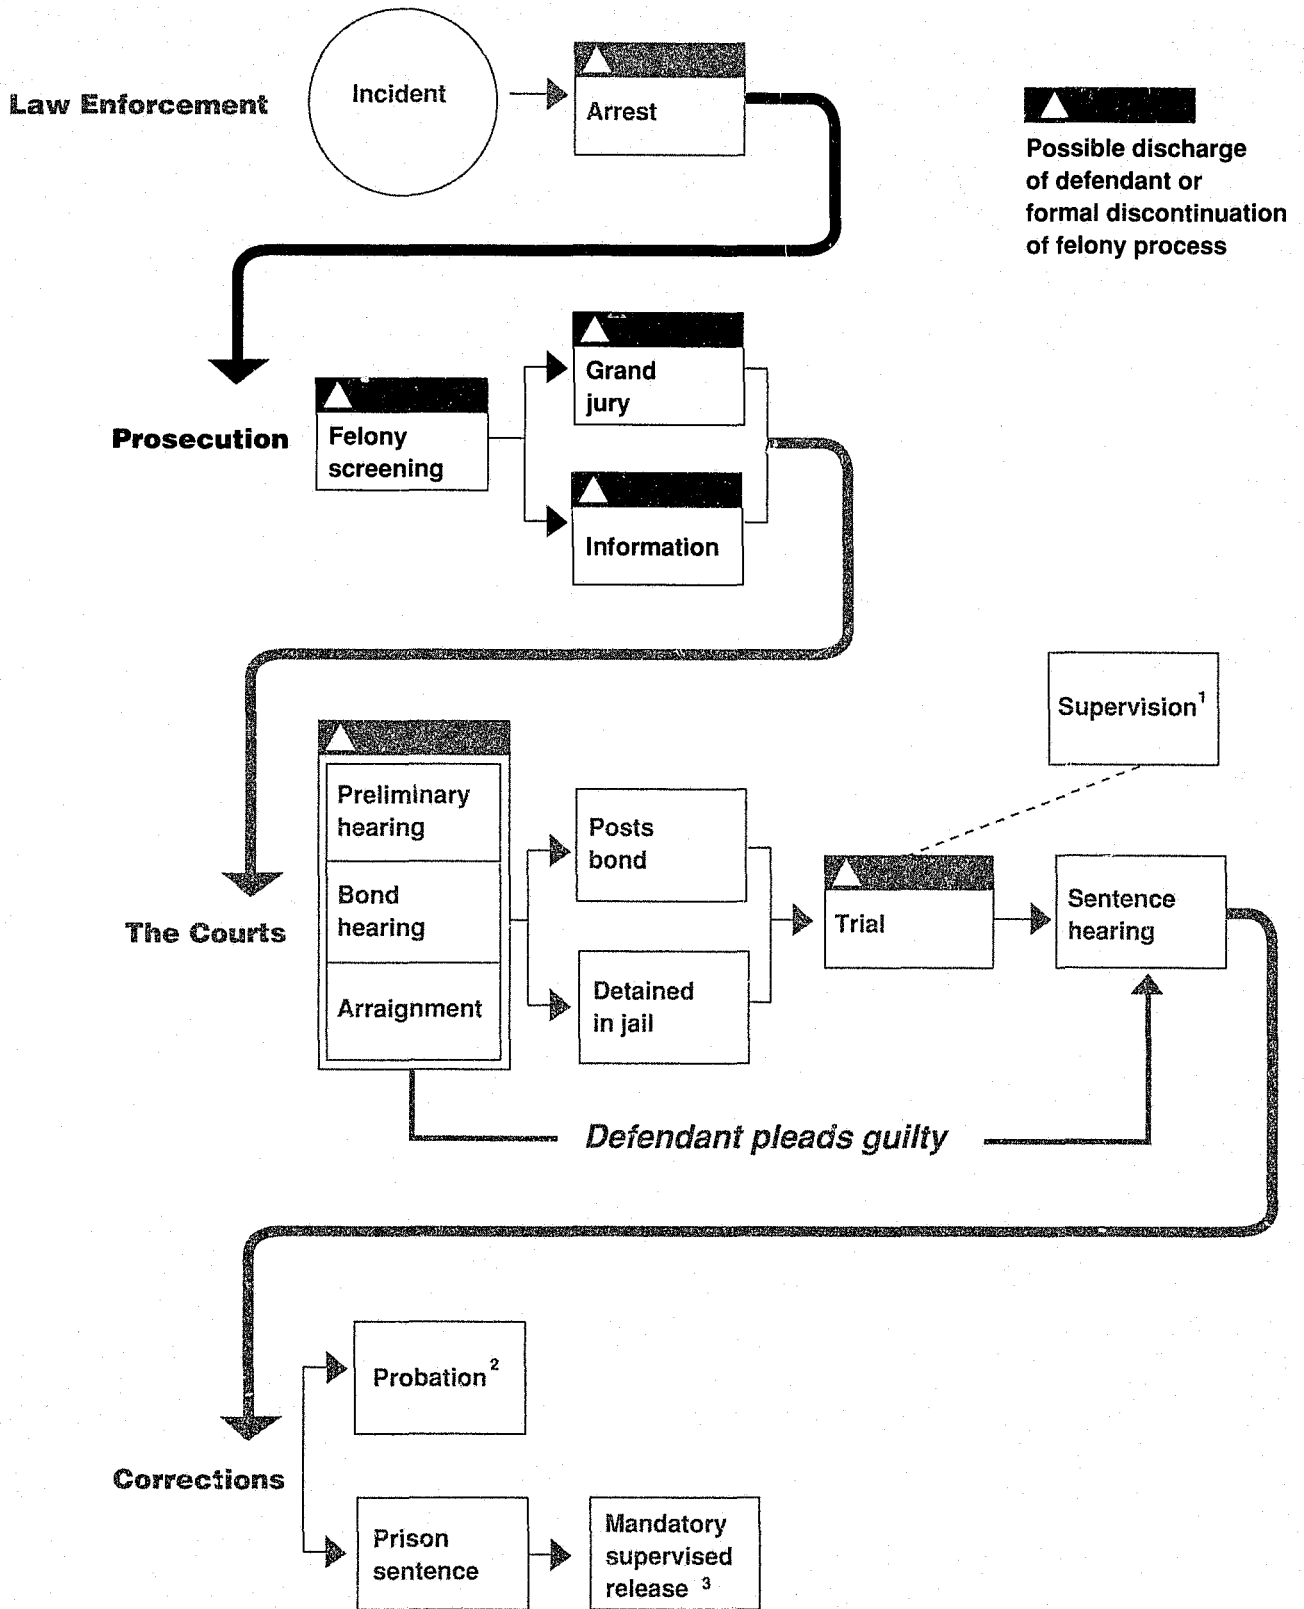 Law Enforcement
Incident
Arrest
Possible discharge
of defendant or
formal discontinuation
of felony process
Prosecution
Felony
screening
Grand
jury
Information
The Courts
Preliminary
hearing
Bond
hearing
Arraignment
Posts
bond
Detained
in jail
Trial
Supervision¹
Sentence
hearing
Defendant pleads guilty
Corrections
Probation²
Prison
sentence
Mandatory
supervised
release ³